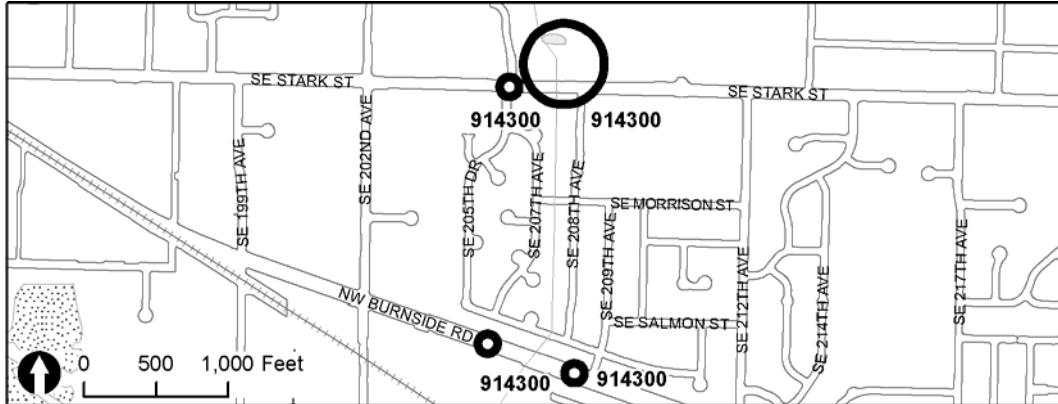 SE STARK ST
SE STARK ST
914300
914300
SE 199TH AVE
SE 202ND AVE
SE 205TH DR
SE 207TH AVE
SE 208TH AVE
SE MORRISON ST
SE 209TH AVE
SE 212TH AVE
SE 214TH AVE
SE 217TH AVE
NW BURNSIDE RD
SE SALMON ST
914300
914300
0 500 1,000 Feet